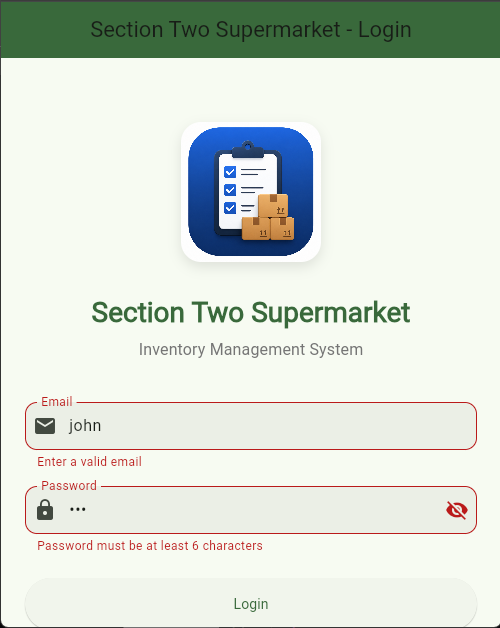 Section Two Supermarket - Login
Section Two Supermarket
Inventory Management System
Email
john
Enter a valid email
Password
•••
Password must be at least 6 characters
Login